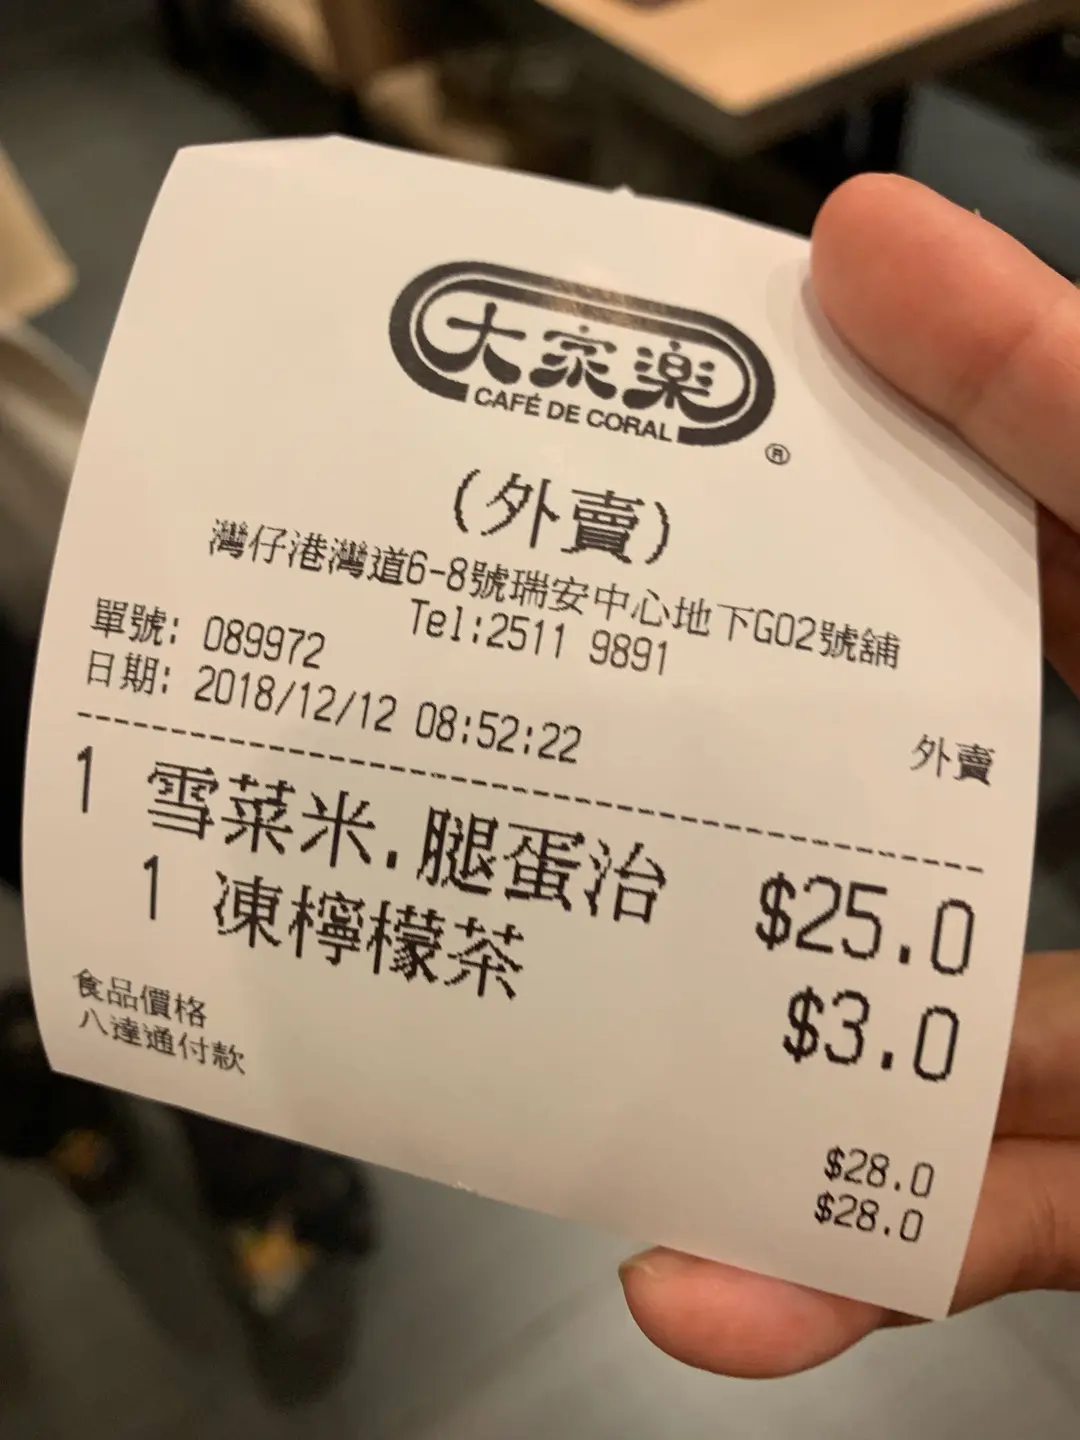 大家樂
CAFÉ DE CORAL
®
(外賣)
灣仔港灣道6-8號瑞安中心地下G02號舖
Tel:2511 9891
單號: 089972
日期: 2018/12/12 08:52:22 外賣
1 雪菜米.腿蛋治 $25.0
1 凍檸檬茶 $3.0
食品價格 $28.0
八達通付款 $28.0